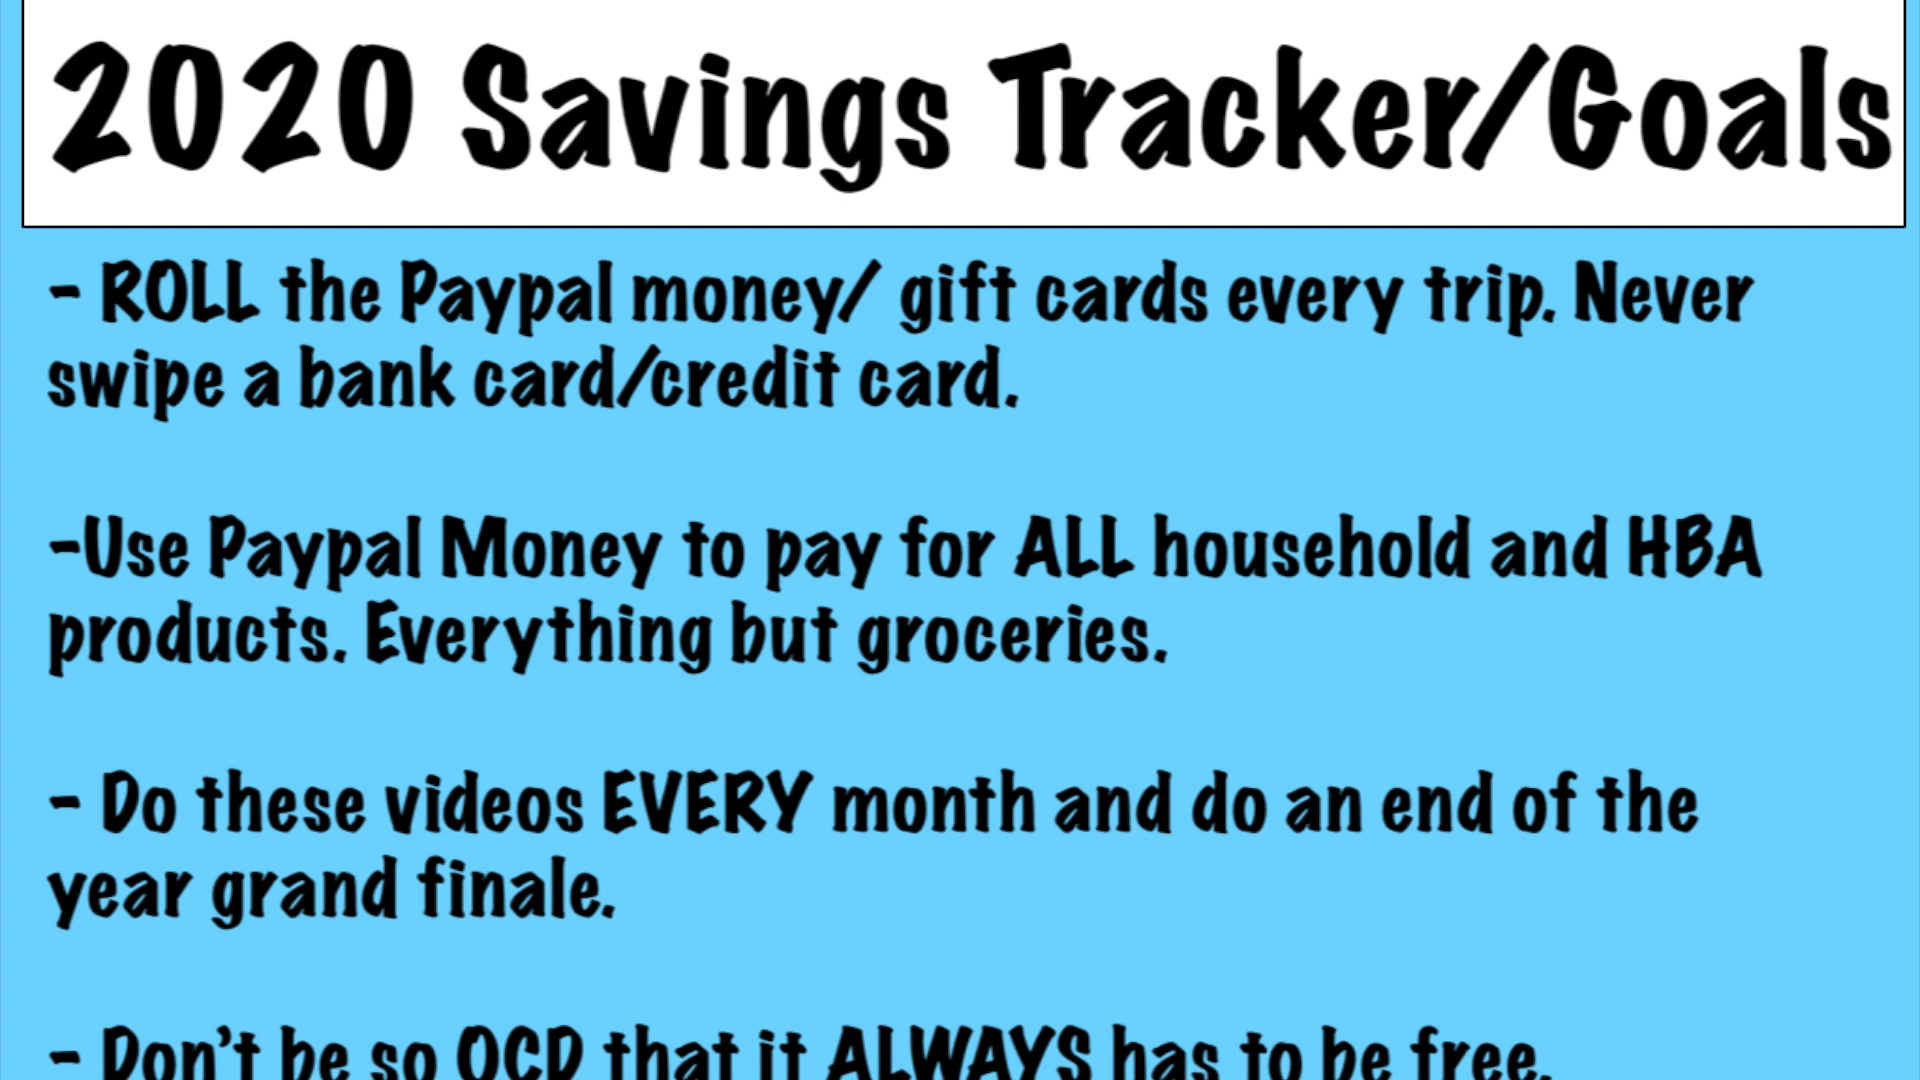 2020 Savings Tracker/Goals
- ROLL the Paypal money/ gift cards every trip. Never
swipe a bank card/credit card.
-Use Paypal Money to pay for ALL household and HBA
products. Everything but groceries.
- Do these videos EVERY month and do an end of the
year grand finale.
- Don't be so OCD that it ALWAYS has to be free.